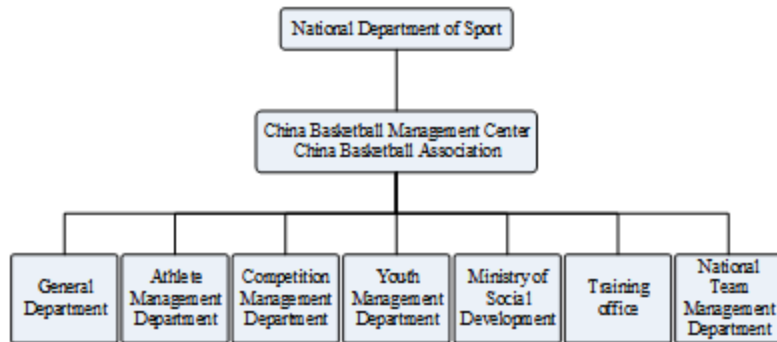 National Department of Sport
China Basketball Management Center
China Basketball Association
General
Department
Athlete
Management
Department
Competition
Management
Department
Youth
Management
Department
Ministry of
Social
Development
Training
office
National
Team
Management
Department